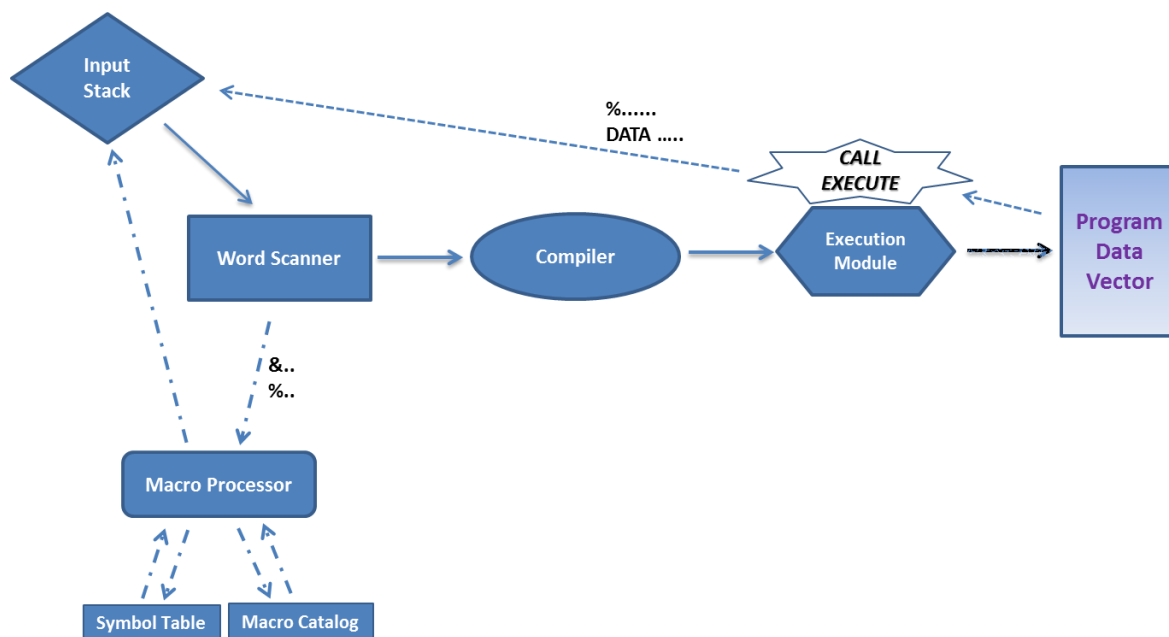 Input
Stack
%......
DATA .....
CALL
EXECUTE
Program
Data
Vector
Word Scanner
Compiler
Execution
Module
&..
%..
Macro Processor
Symbol Table
Macro Catalog